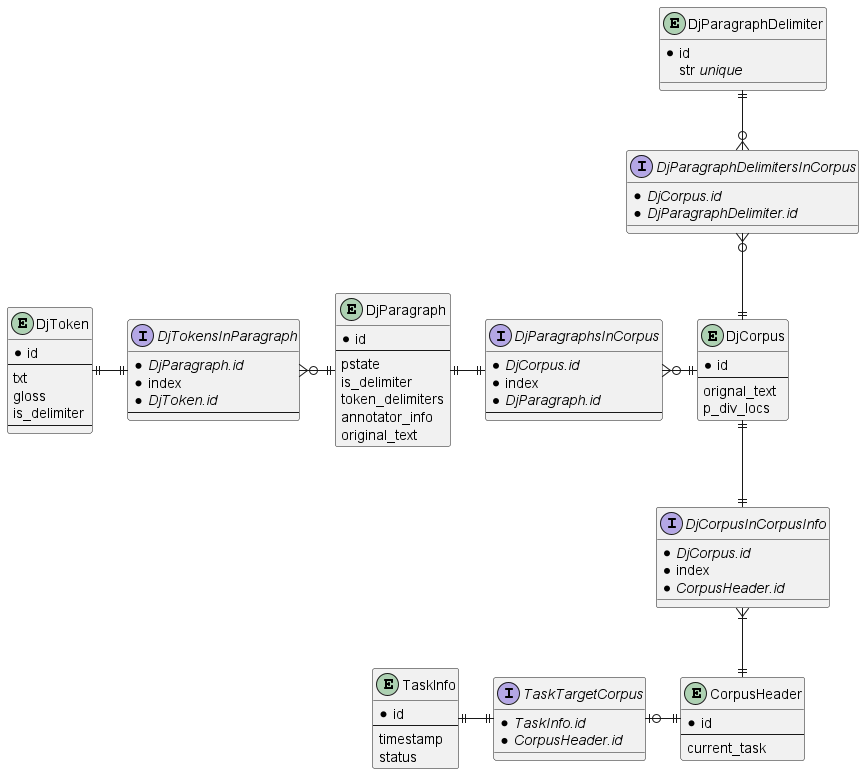 E DjParagraphDelimiter
id
str unique
I DjParagraphDelimitersInCorpus
DjCorpus.id
DjParagraphDelimiter.id
E DjToken
id
txt
gloss
is_delimiter
I DjTokensInParagraph
DjParagraph.id
index
DjToken.id
E DjParagraph
id
pstate
is_delimiter
token_delimiters
annotator_info
original_text
I DjParagraphsInCorpus
DjCorpus.id
index
DjParagraph.id
E DjCorpus
id
orignal_text
p_div_locs
I DjCorpusInCorpusInfo
DjCorpus.id
index
CorpusHeader.id
E TaskInfo
id
timestamp
status
I TaskTargetCorpus
TaskInfo.id
CorpusHeader.id
E CorpusHeader
id
current_task